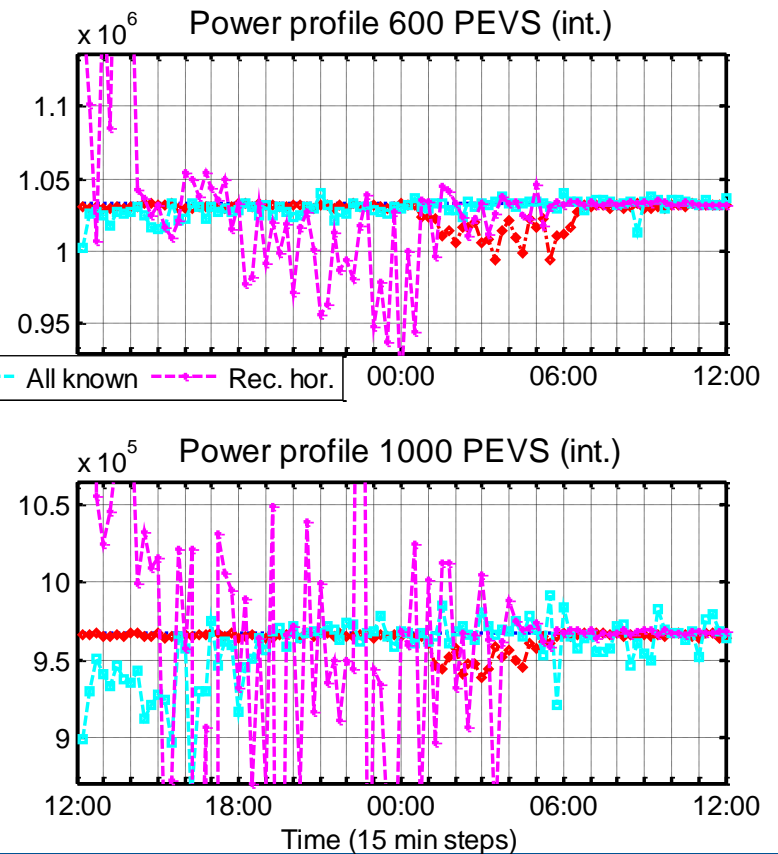 Power profile 600 PEVS (int.)
x 10^6
1.1
1.05
1
0.95
All known Rec. hor. 00:00 06:00 12:00
Power profile 1000 PEVS (int.)
x 10^5
10.5
10
9.5
9
12:00 18:00 00:00 06:00 12:00
Time (15 min steps)